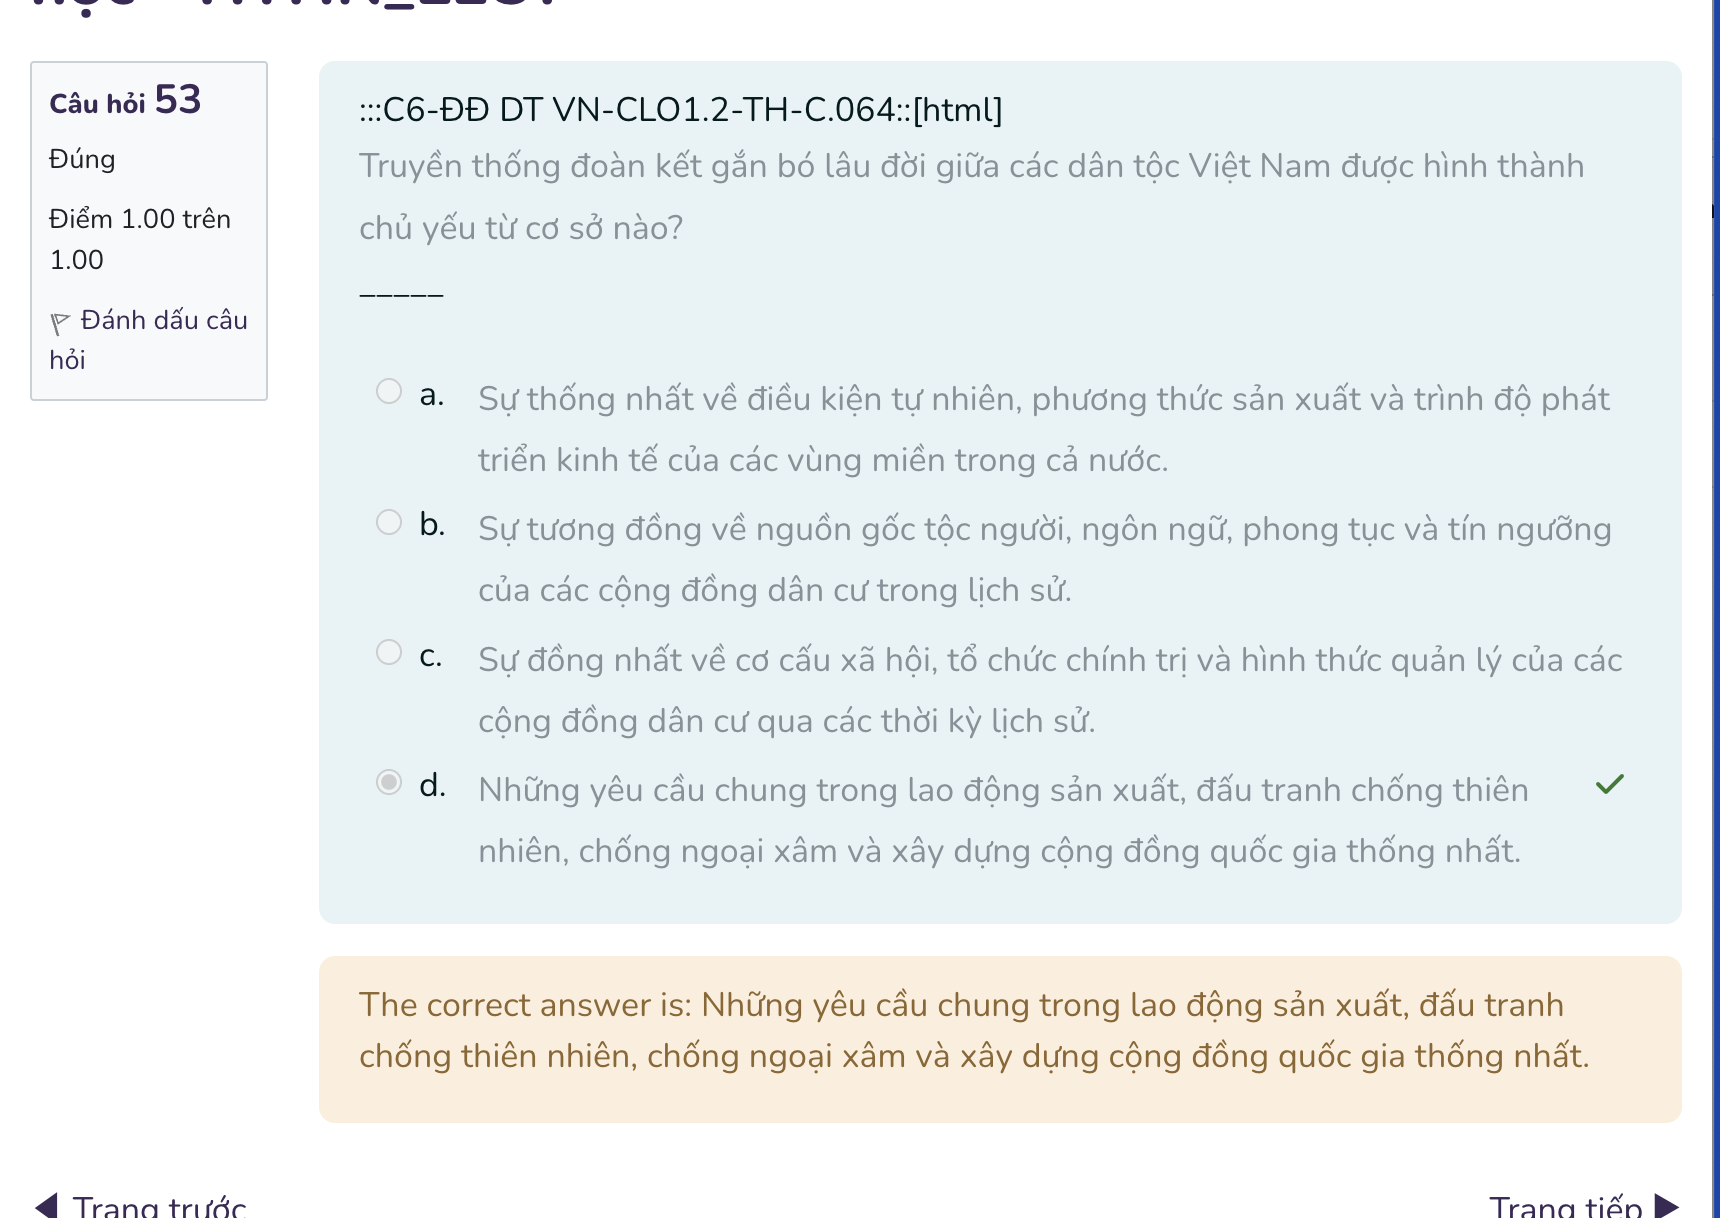 Câu hỏi 53
Đúng
Điểm 1.00 trên
1.00
Đánh dấu câu
hỏi
:::C6-ĐĐ DT VN-CLO1.2-TH-C.064::[html]
Truyền thống đoàn kết gắn bó lâu đời giữa các dân tộc Việt Nam được hình thành
chủ yếu từ cơ sở nào?
_____
a. Sự thống nhất về điều kiện tự nhiên, phương thức sản xuất và trình độ phát
triển kinh tế của các vùng miền trong cả nước.
b. Sự tương đồng về nguồn gốc tộc người, ngôn ngữ, phong tục và tín ngưỡng
của các cộng đồng dân cư trong lịch sử.
c. Sự đồng nhất về cơ cấu xã hội, tổ chức chính trị và hình thức quản lý của các
cộng đồng dân cư qua các thời kỳ lịch sử.
d. Những yêu cầu chung trong lao động sản xuất, đấu tranh chống thiên
nhiên, chống ngoại xâm và xây dựng cộng đồng quốc gia thống nhất.
The correct answer is: Những yêu cầu chung trong lao động sản xuất, đấu tranh
chống thiên nhiên, chống ngoại xâm và xây dựng cộng đồng quốc gia thống nhất.
Trang trước
Trang tiếp